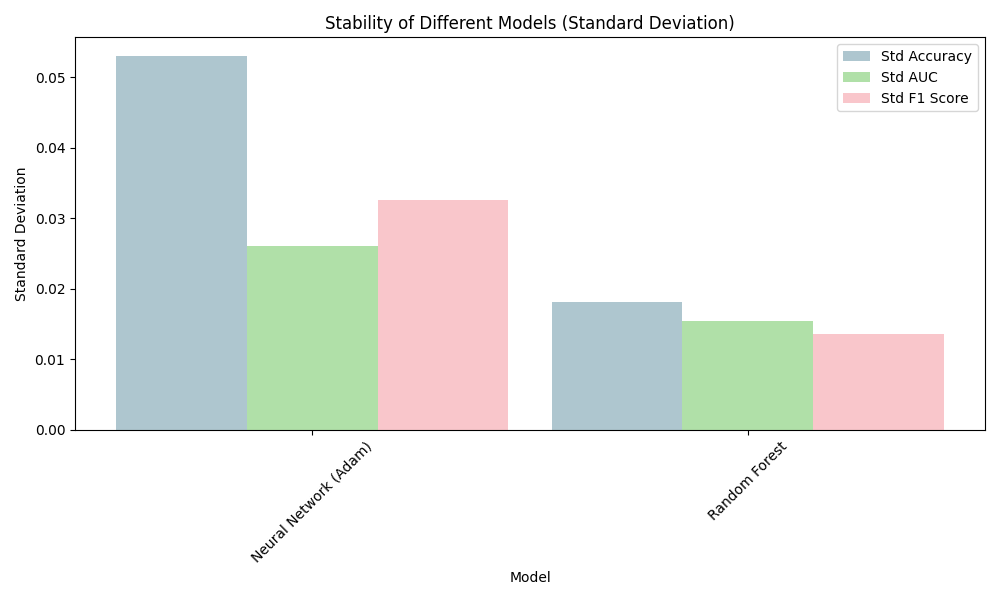 Stability of Different Models (Standard Deviation)
Std Accuracy
Std AUC
Std F1 Score
Standard Deviation
0.05
0.04
0.03
0.02
0.01
0.00
Neural Network (Adam)
Random Forest
Model